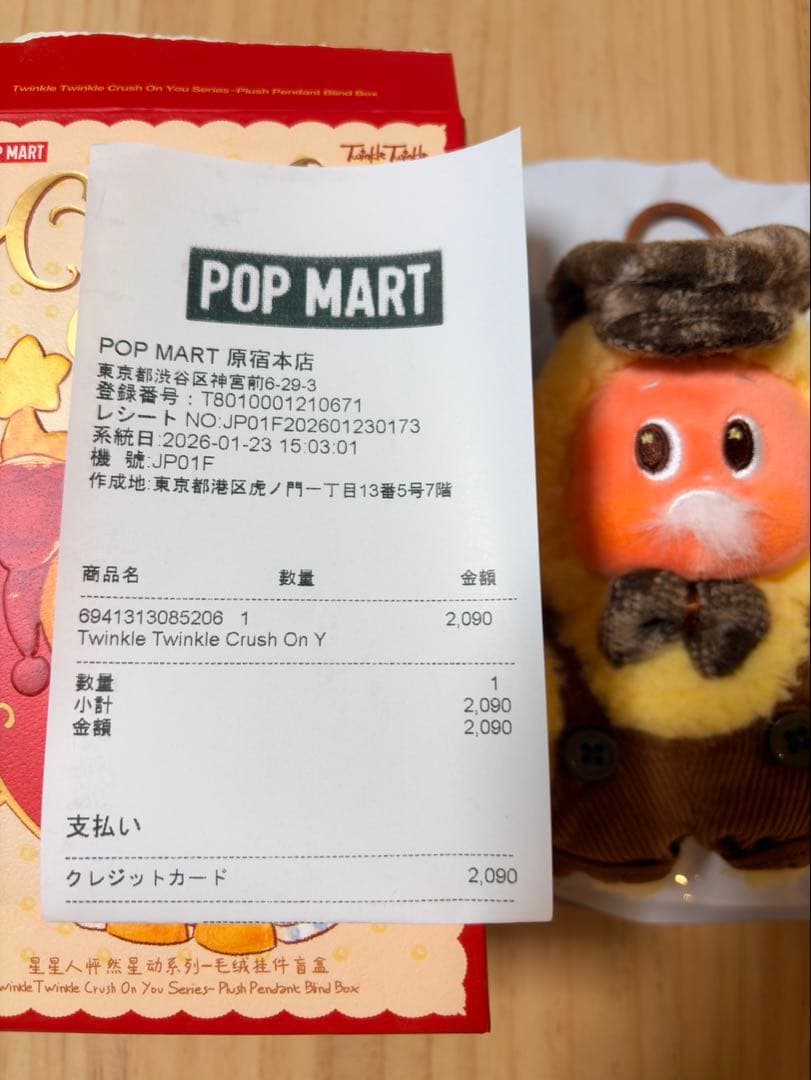 Twinkle Twinkle Crush On You Series-Plush Pendant Blind Box
P MART
Twinkle Twinkle
POP MART
POP MART 原宿本店
東京都渋谷区神宮前6-29-3
登録番号：T8010001210671
レシート NO:JP01F202601230173
系統日:2026-01-23 15:03:01
機 號:JP01F
作成地:東京都港区虎ノ門一丁目13番5号7階
商品名 数量 金額
6941313085206 1 2,090
Twinkle Twinkle Crush On Y
數量 1
小計 2,090
金額 2,090
支払い
クレジットカード 2,090
星星人怦然星动系列-毛绒挂件盲盒
winkle Twinkle Crush On You Series-Plush Pendant Blind Box